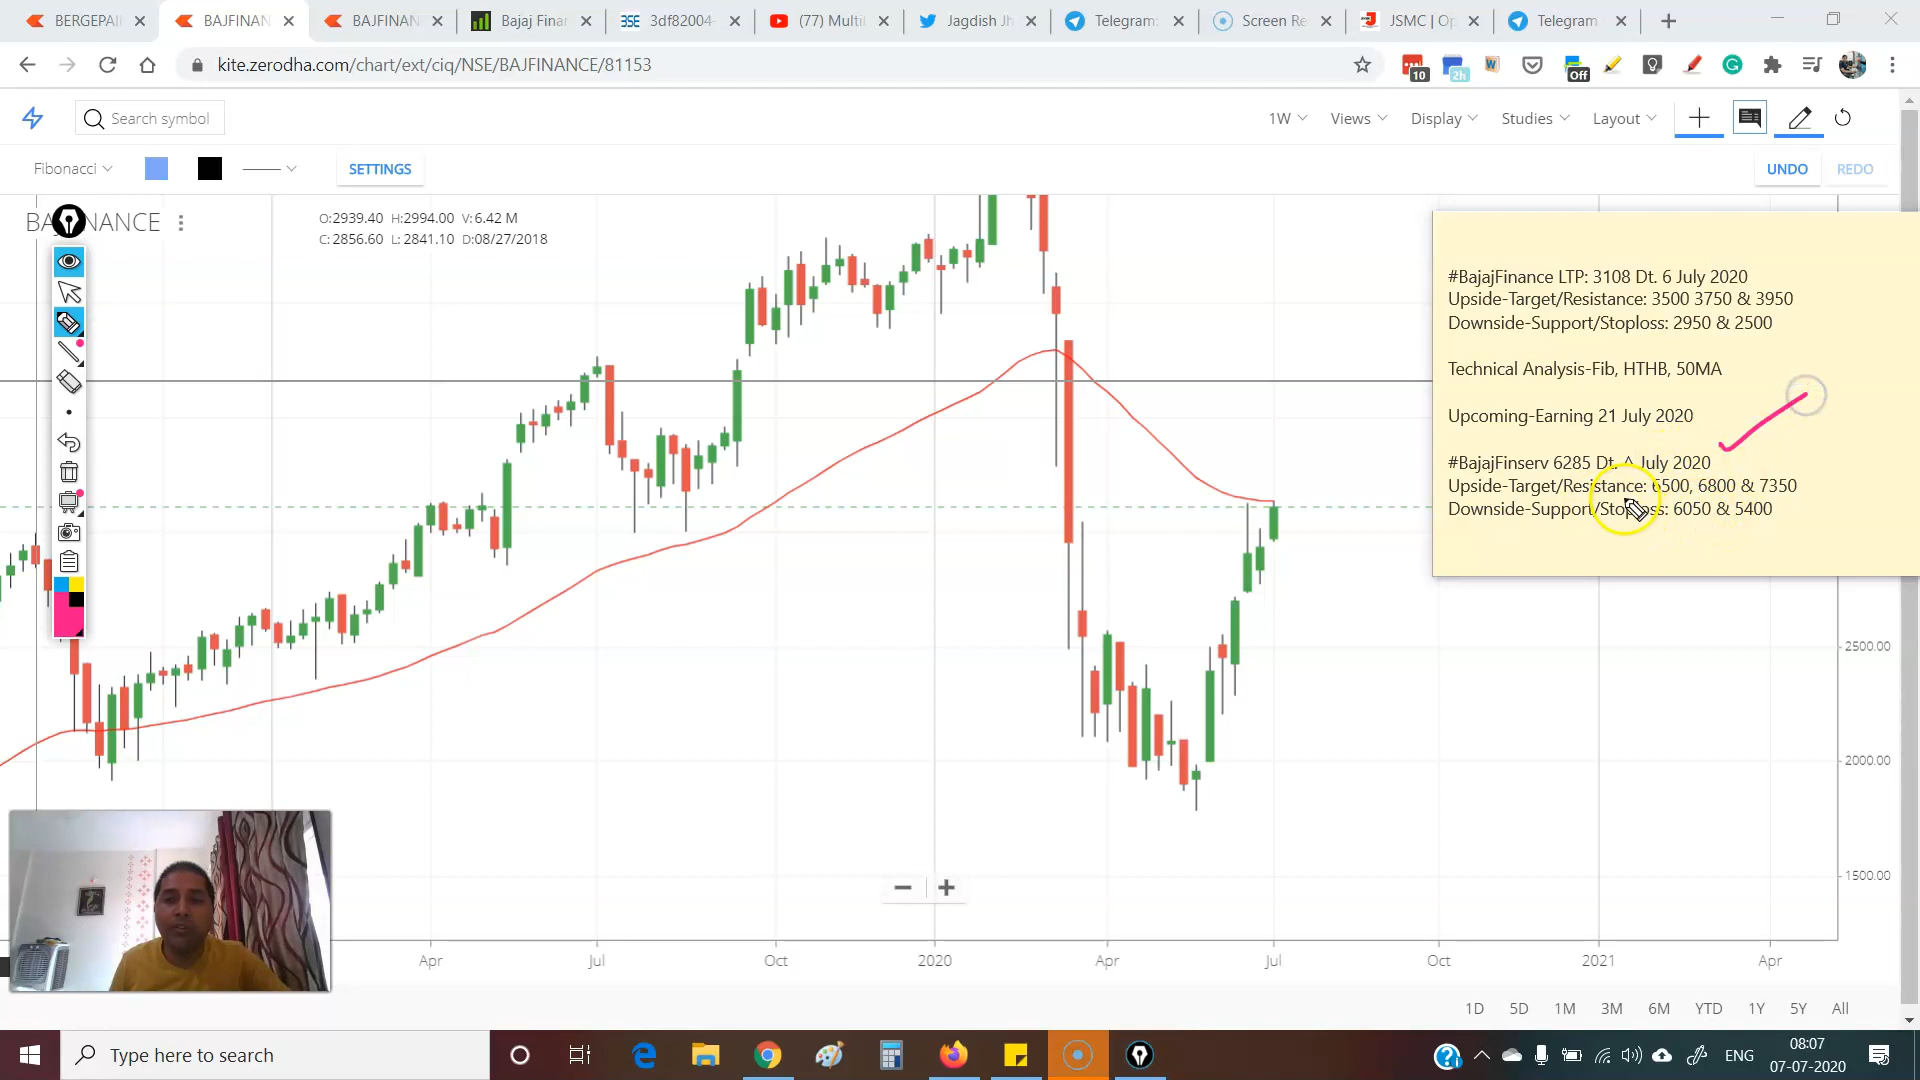 BERGEPAI
BAJFINAN
BAJFINAN
Bajaj Finar
3df82004-
(77) Multil
Jagdish Jh
Telegram:
Screen Re
JSMC | Op
Telegram
kite.zerodha.com/chart/ext/ciq/NSE/BAJFINANCE/81153
10
2h
Off
Search symbol
1W
Views
Display
Studies
Layout
Fibonacci
SETTINGS
UNDO
REDO
O:2939.40 H:2994.00 V:6.42 M
C:2856.60 L:2841.10 D:08/27/2018
#BajajFinance LTP: 3108 Dt. 6 July 2020
Upside-Target/Resistance: 3500 3750 & 3950
Downside-Support/Stoploss: 2950 & 2500
Technical Analysis-Fib, HTHB, 50MA
Upcoming-Earning 21 July 2020
#BajajFinserv 6285 Dt. July 2020
Upside-Target/Resistance: 6500, 6800 & 7350
Downside-Support/Stoploss: 6050 & 5400
2500.00
2000.00
1500.00
Apr
Jul
Oct
2020
Apr
Jul
Oct
2021
Apr
1D
5D
1M
3M
6M
YTD
1Y
5Y
All
Type here to search
ENG
08:07
07-07-2020